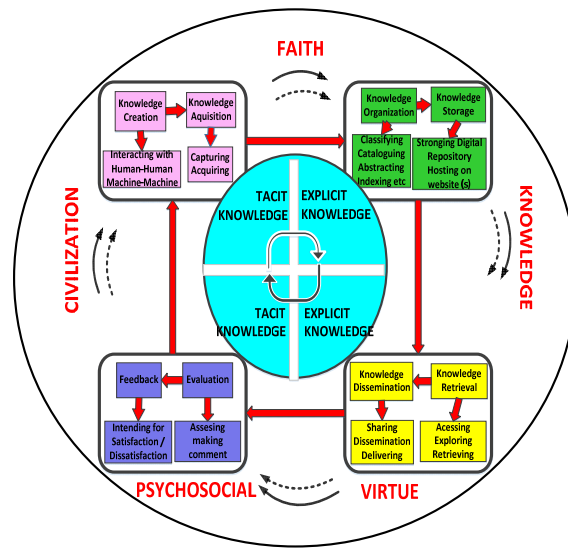 FAITH
Knowledge
Creation
Knowledge
Aquisition
Interacting with
Human-Human
Machine-Machine
Capturing
Acquiring
Knowledge
Organization
Knowledge
Storage
Classifying
Cataloguing
Abstracting
Indexing etc
Stronging Digital
Repository
Hosting on
website (s)
CIVILIZATION
KNOWLEDGE
TACIT
KNOWLEDGE
EXPLICIT
KNOWLEDGE
TACIT
KNOWLEDGE
EXPLICIT
KNOWLEDGE
Feedback
Evaluation
Intending for
Satisfaction /
Dissatisfaction
Assesing
making
comment
Knowledge
Dissemination
Knowledge
Retrieval
Sharing
Dissemination
Delivering
Acessing
Exploring
Retrieving
PSYCHOSOCIAL
VIRTUE